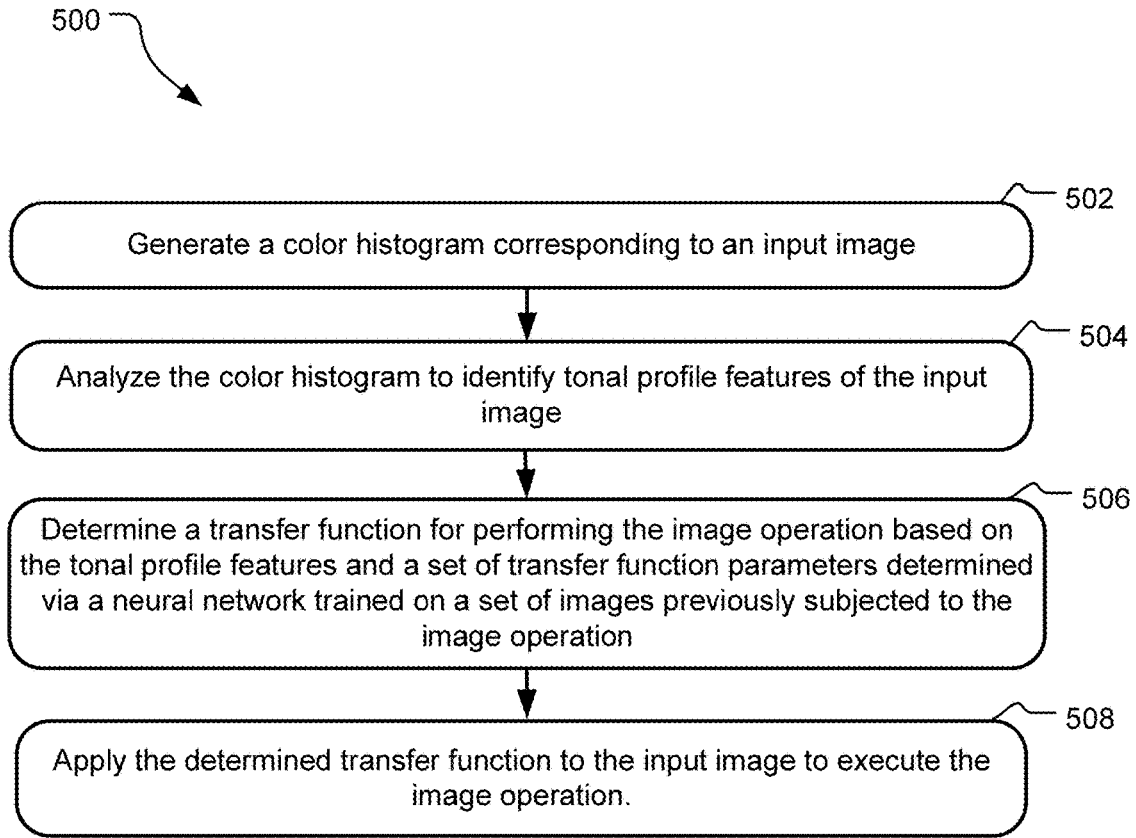 500
502
Generate a color histogram corresponding to an input image
504
Analyze the color histogram to identify tonal profile features of the input
image
506
Determine a transfer function for performing the image operation based on
the tonal profile features and a set of transfer function parameters determined
via a neural network trained on a set of images previously subjected to the
image operation
508
Apply the determined transfer function to the input image to execute the
image operation.